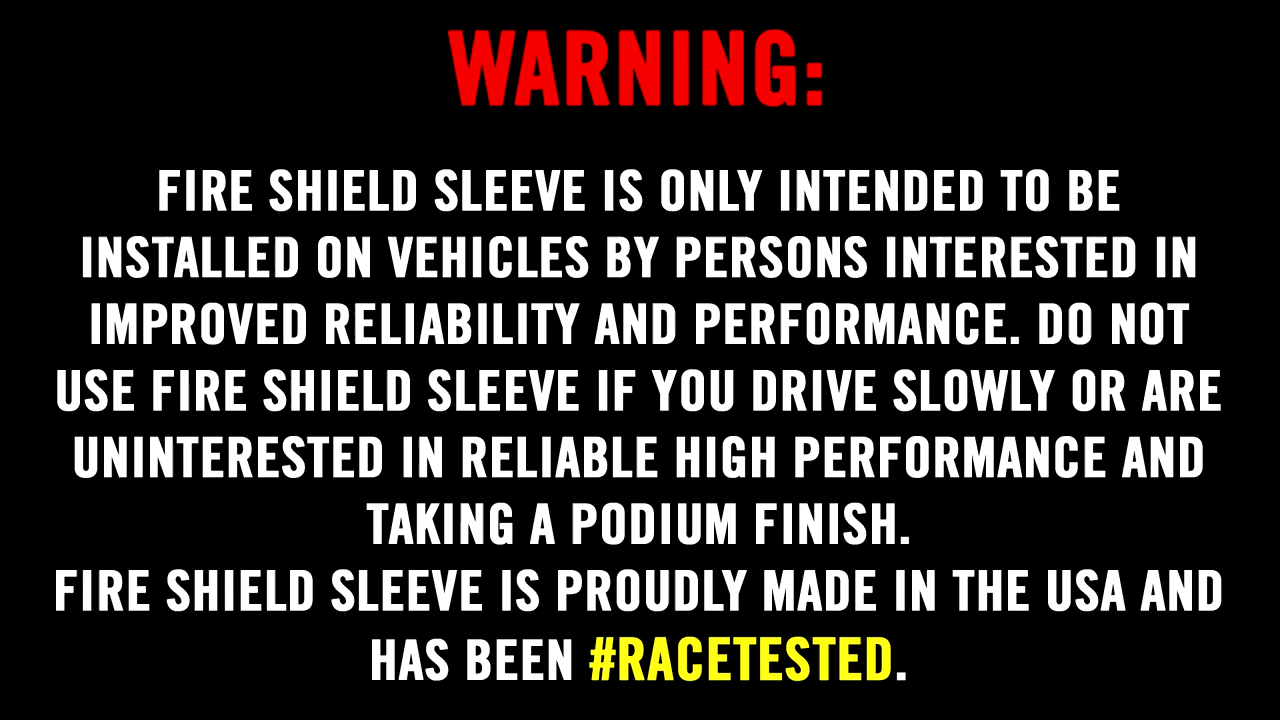 WARNING:
FIRE SHIELD SLEEVE IS ONLY INTENDED TO BE
INSTALLED ON VEHICLES BY PERSONS INTERESTED IN
IMPROVED RELIABILITY AND PERFORMANCE. DO NOT
USE FIRE SHIELD SLEEVE IF YOU DRIVE SLOWLY OR ARE
UNINTERESTED IN RELIABLE HIGH PERFORMANCE AND
TAKING A PODIUM FINISH.
FIRE SHIELD SLEEVE IS PROUDLY MADE IN THE USA AND
HAS BEEN #RACETESTED.